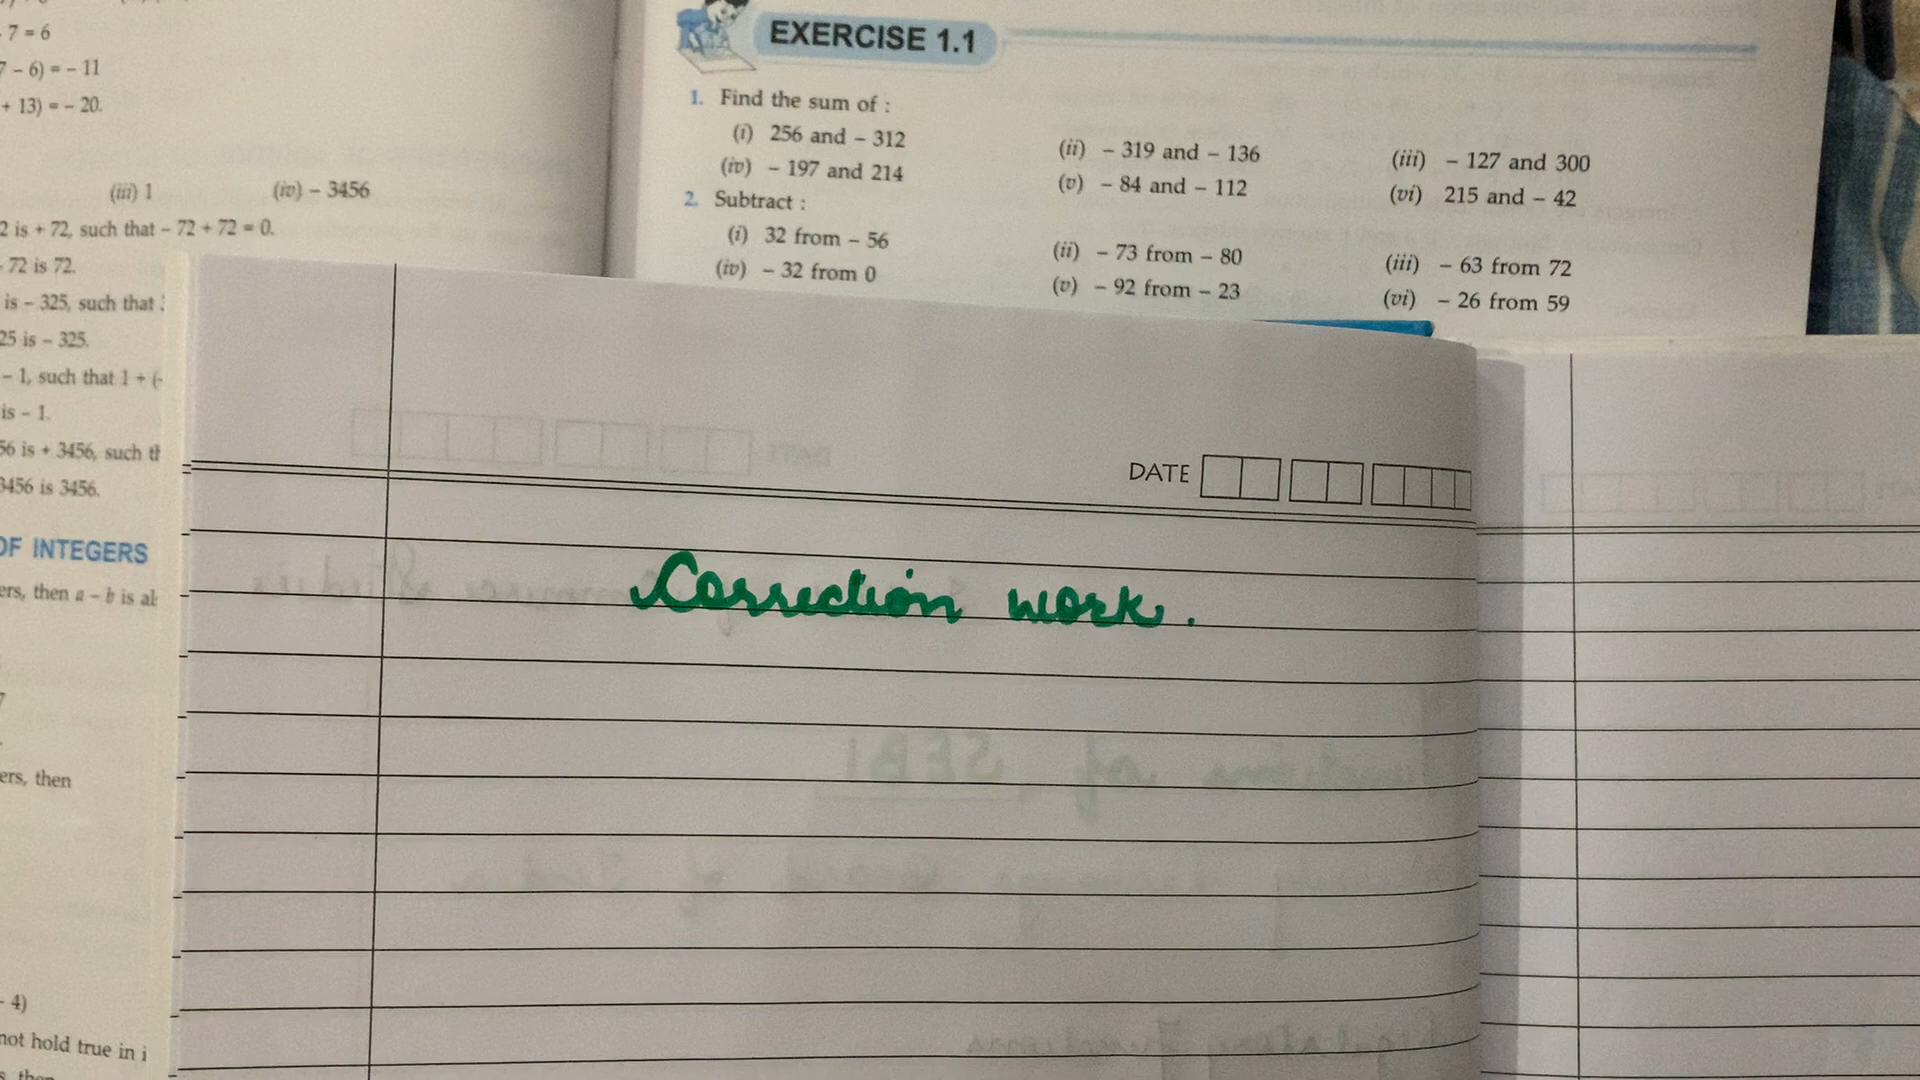 7 = 6
7 – 6) = – 11
+ 13) = – 20.
(iii) 1 (iv) – 3456
2 is + 72, such that – 72 + 72 = 0.
72 is 72.
is – 325, such that
25 is – 325.
– 1, such that 1 + (-
is – 1.
56 is + 3456, such th
3456 is 3456.
OF INTEGERS
ers, then a – b is al
ers, then
– 4)
not hold true in i
EXERCISE 1.1
1. Find the sum of :
(i) 256 and – 312 (ii) – 319 and – 136 (iii) – 127 and 300
(iv) – 197 and 214 (v) – 84 and – 112 (vi) 215 and – 42
2. Subtract :
(i) 32 from – 56 (ii) – 73 from – 80 (iii) – 63 from 72
(iv) – 32 from 0 (v) – 92 from – 23 (vi) – 26 from 59
DATE
Correction work.